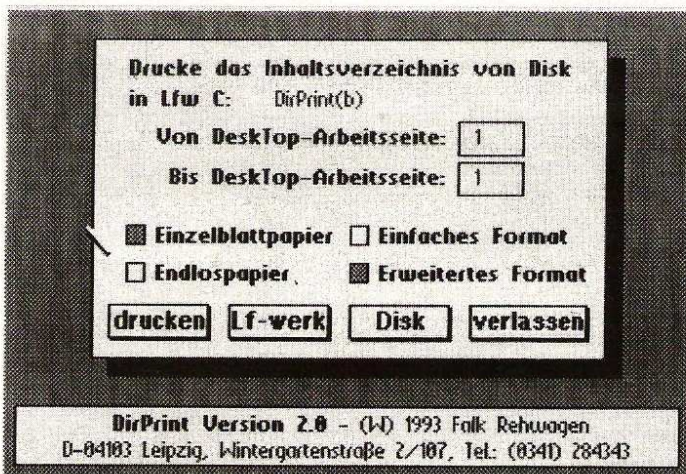 Drucke das Inhaltsverzeichnis von Disk
in Lfw C: DirPrint(b)
Von DeskTop-Arbeitsseite: 1
Bis DeskTop-Arbeitsseite: 1
Einzelblattpapier Einfaches Format
Endlospapier Erweitertes Format
drucken Lf-werk Disk verlassen
DirPrint Version 2.0 - (W) 1993 Falk Rehwagen
D-04103 Leipzig, Wintergartenstraße 2/107, Tel.: (0341) 284343